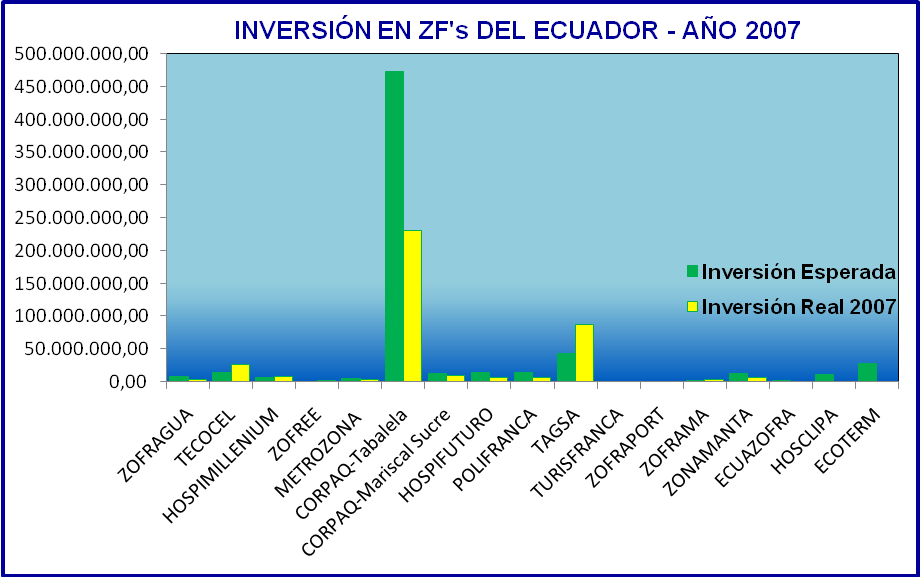 INVERSIÓN EN ZF's DEL ECUADOR - AÑO 2007
500.000.000,00
450.000.000,00
400.000.000,00
350.000.000,00
300.000.000,00
250.000.000,00
200.000.000,00
150.000.000,00
100.000.000,00
50.000.000,00
0,00
Inversión Esperada
Inversión Real 2007
ZOFRAGUA
TECOCEL
HOSPIMILLENIUM
ZOFREE
METROZONA
CORPAQ-Tabalela
CORPAQ-Mariscal Sucre
HOSPIFUTURO
POLIFRANCA
TAGSA
TURISFRANCA
ZOFRAPORT
ZOFRAMA
ZONAMANTA
ECUAZOFRA
HOSCLIPA
ECOTERM